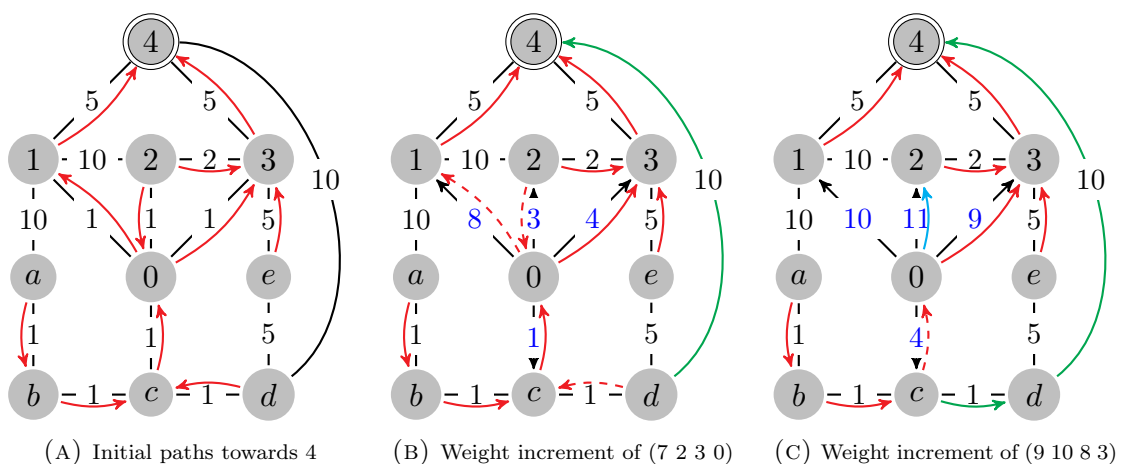 4 4 4
5 5 5 5 5 5
1 10 2 2 3 10 1 10 2 2 3 10 1 10 2 2 3 10
10 1 1 1 5 10 8 3 4 5 10 10 11 9 5
a 0 e a 0 e a 0 e
1 1 5 1 1 5 1 4 5
b 1 c 1 d b 1 c 1 d b 1 c 1 d
(A) Initial paths towards 4 (B) Weight increment of (7 2 3 0) (C) Weight increment of (9 10 8 3)